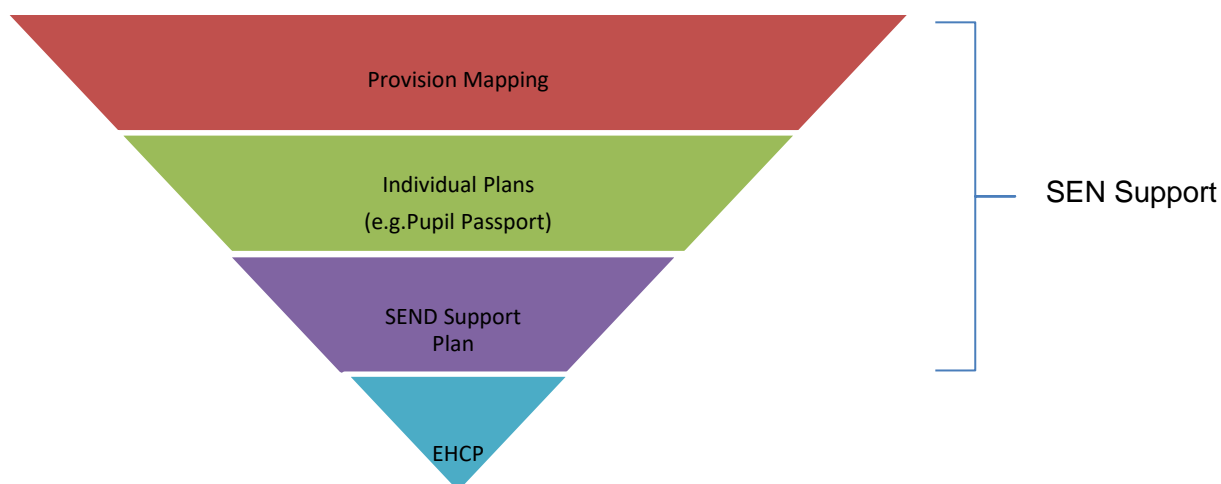 Provision Mapping
Individual Plans
(e.g.Pupil Passport)
SEN Support
SEND Support
Plan
EHCP